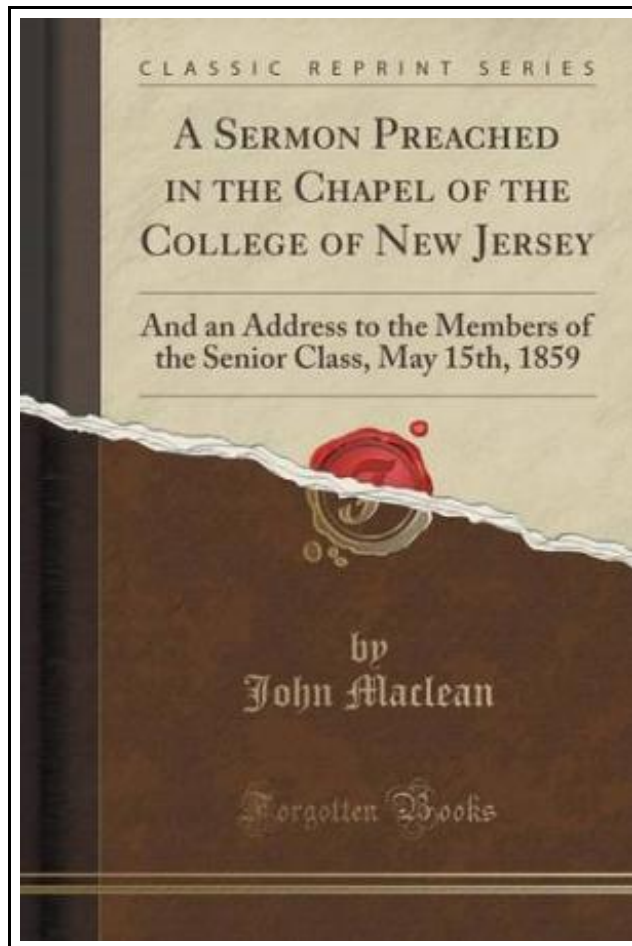 CLASSIC REPRINT SERIES
A SERMON PREACHED
IN THE CHAPEL OF THE
COLLEGE OF NEW JERSEY
And an Address to the Members of
the Senior Class, May 15th, 1859
by
John Maclean
Forgotten Books